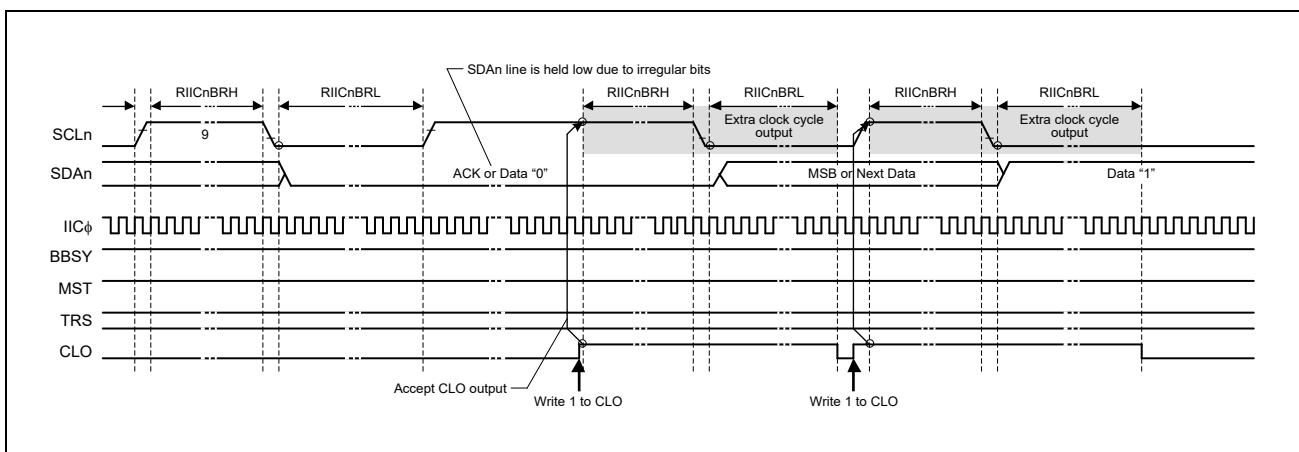 SDAn line is held low due to irregular bits
RIICnBRH
RIICnBRL
RIICnBRH
RIICnBRL
RIICnBRH
RIICnBRL
SCLn
9
Extra clock cycle
output
Extra clock cycle
output
SDAn
ACK or Data “0”
MSB or Next Data
Data “1”
IICϕ
BBSY
MST
TRS
CLO
Accept CLO output
Write 1 to CLO
Write 1 to CLO